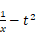 1/x − t²